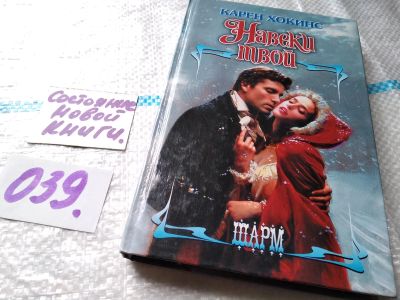 Состояние
новой
книги.
039.
КАРЕН ХОКИНС
Навеки
твой
ШАРМ